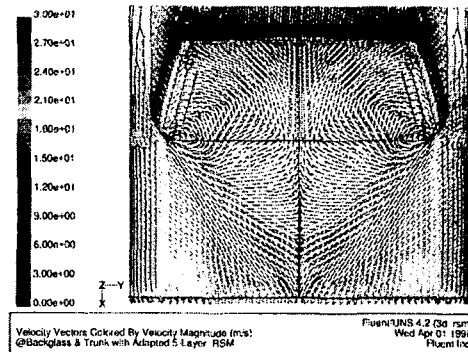 3.00e+01
2.70e+01
2.40e+01
2.10e+01
1.80e+01
1.50e+01
1.20e+01
9.00e+00
6.00e+00
3.00e+00
0.00e+00
Z Y
X
Velocity Vectors Colored By Velocity Magnitude (m/s)
@Backglass & Trunk with Adapted 5-Layer RSM
Fluent/UNS 4.2 (3d, rsm
Wed Apr 01 199
Fluent Inc